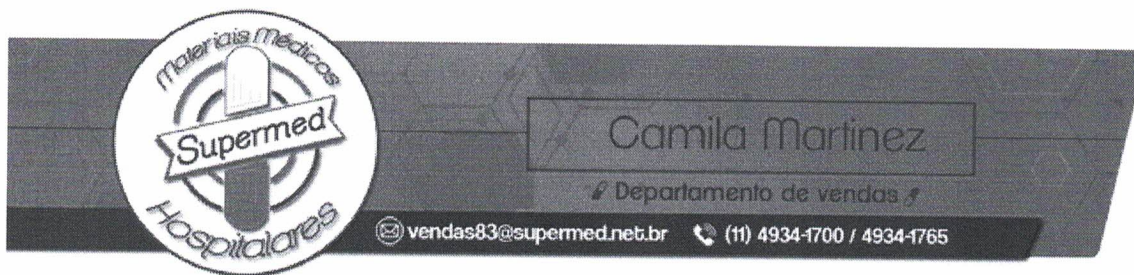 Materiais Médicos
Supermed
Hospitalares
Camila Martinez
Departamento de vendas
vendas83@supermed.net.br (11) 4934-1700 / 4934-1765